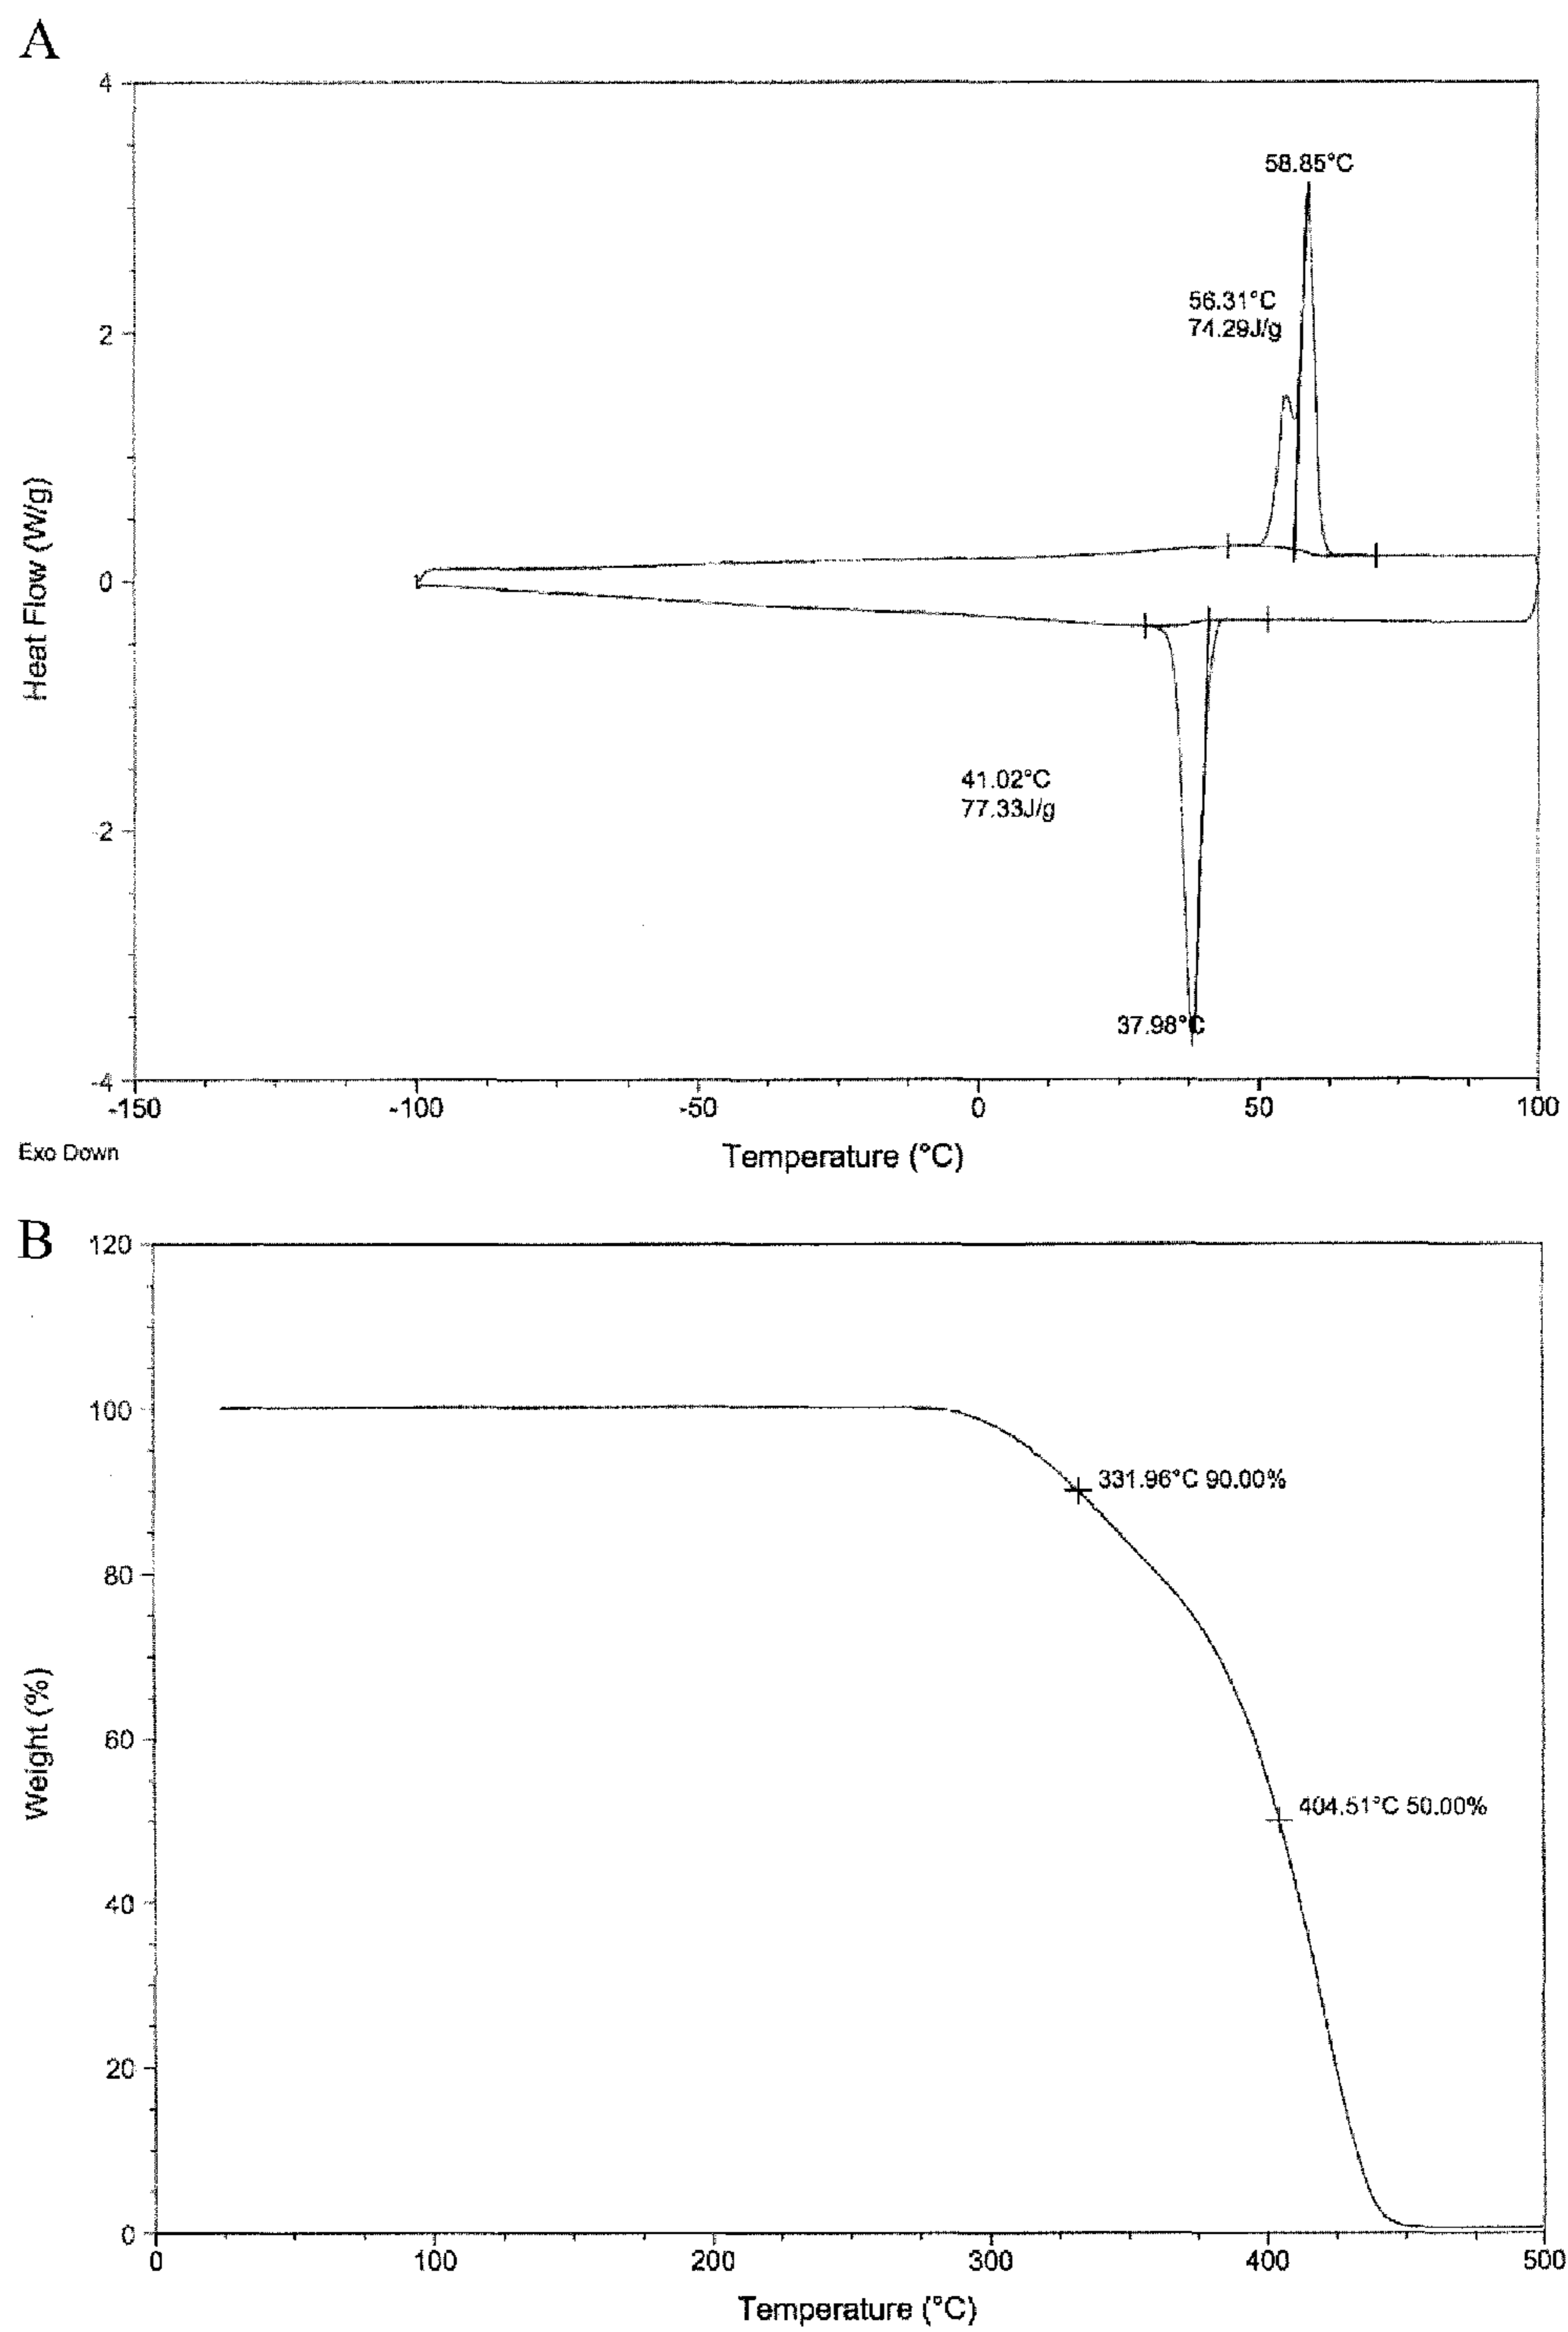 A
4
58.85°C
56.31°C
74.29J/g
2
Heat Flow (W/g)
0
41.02°C
77.33J/g
-2
37.98°C
-4
-150
-100
-50
0
50
100
Exo Down
Temperature (°C)
B
120
100
331.96°C 90.00%
80
Weight (%)
60
404.51°C 50.00%
40
20
0
0
100
200
300
400
500
Temperature (°C)